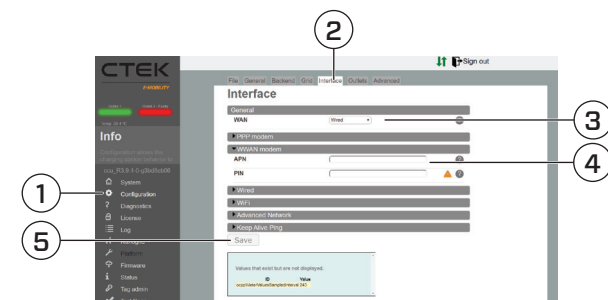 2
Sign out
CTEK
E-MOBILITY
File General Backend Grid Interface Outlets Advanced
Interface
General
WAN Wired
3
Info
PPP modem
WWAN modem
APN
4
PIN
System
1
Configuration
Diagnostics
Wired
License
WiFi
Log
Advanced Network
Keep Alive Ping
5
Save
Platform
Firmware
Values that exist but are not displayed.
Status
ID Value
Tag admin